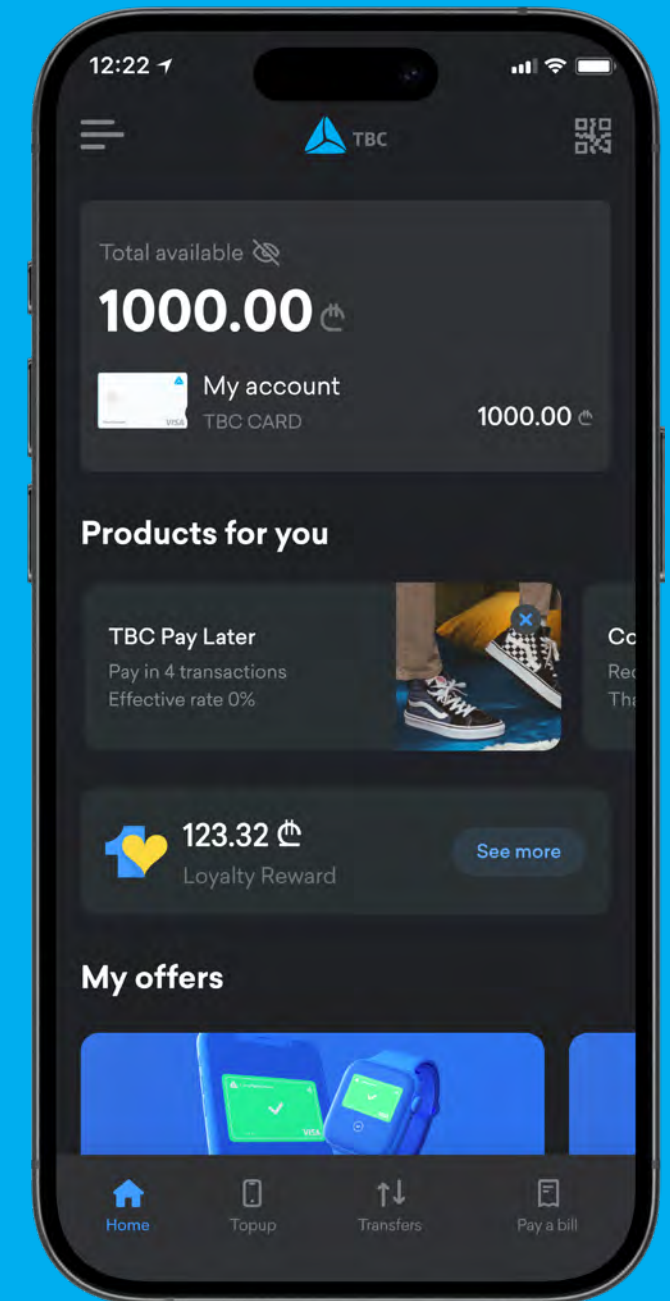 12:22
TBC
Total available
1000.00 ₾
My account
TBC CARD
1000.00 ₾
VISA
Products for you
TBC Pay Later
Pay in 4 transactions
Effective rate 0%
123.32 ₾
Loyalty Reward
See more
My offers
VISA
Home
Topup
Transfers
Pay a bill